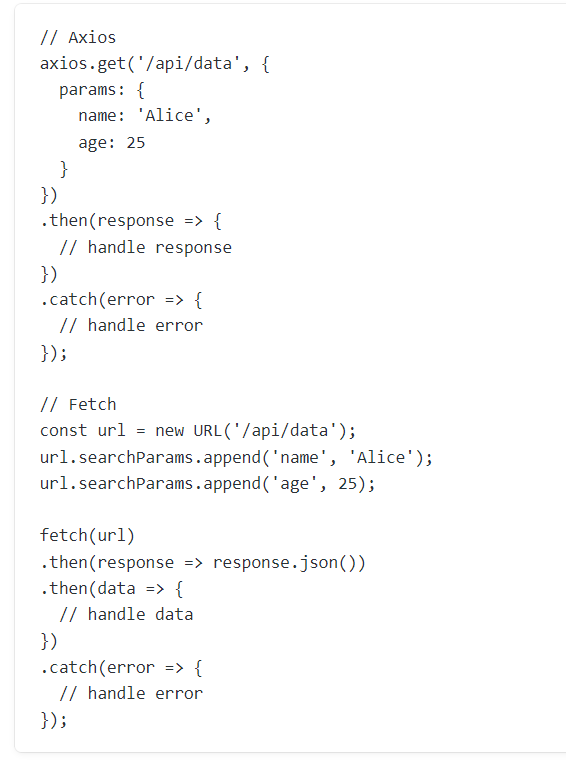 // Axios
axios.get('/api/data', {
  params: {
    name: 'Alice',
    age: 25
  }
})
.then(response => {
  // handle response
})
.catch(error => {
  // handle error
});

// Fetch
const url = new URL('/api/data');
url.searchParams.append('name', 'Alice');
url.searchParams.append('age', 25);

fetch(url)
.then(response => response.json())
.then(data => {
  // handle data
})
.catch(error => {
  // handle error
});